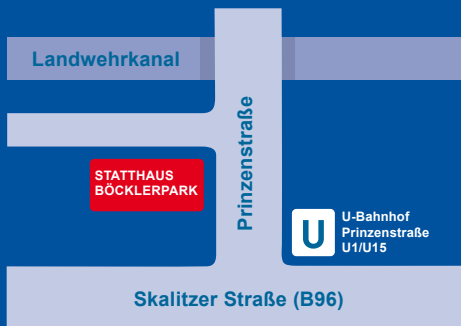 Landwehrkanal
Prinzenstraße
STATTHAUS
BÖCKLERPARK
U
U-Bahnhof
Prinzenstraße
U1/U15
Skalitzer Straße (B96)